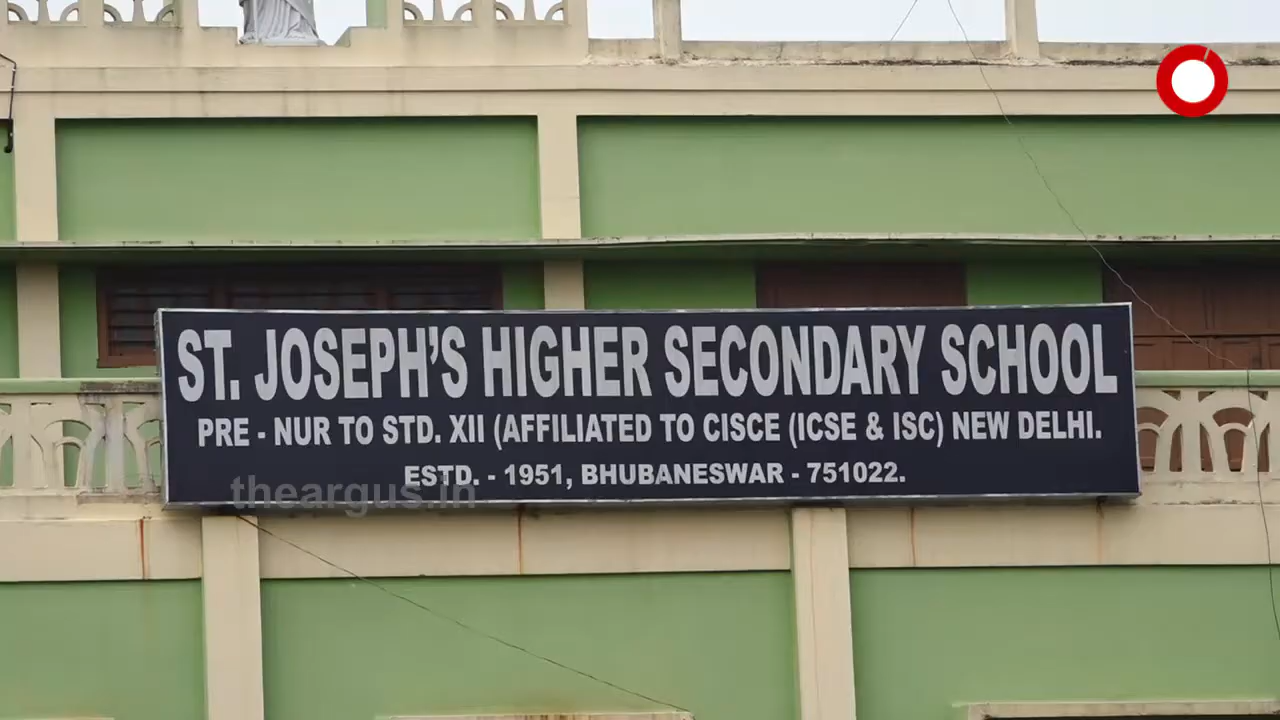 ST. JOSEPH'S HIGHER SECONDARY SCHOOL
PRE - NUR TO STD. XII (AFFILIATED TO CISCE (ICSE & ISC) NEW DELHI.
ESTD. - 1951, BHUBANESWAR - 751022.
theargus.in